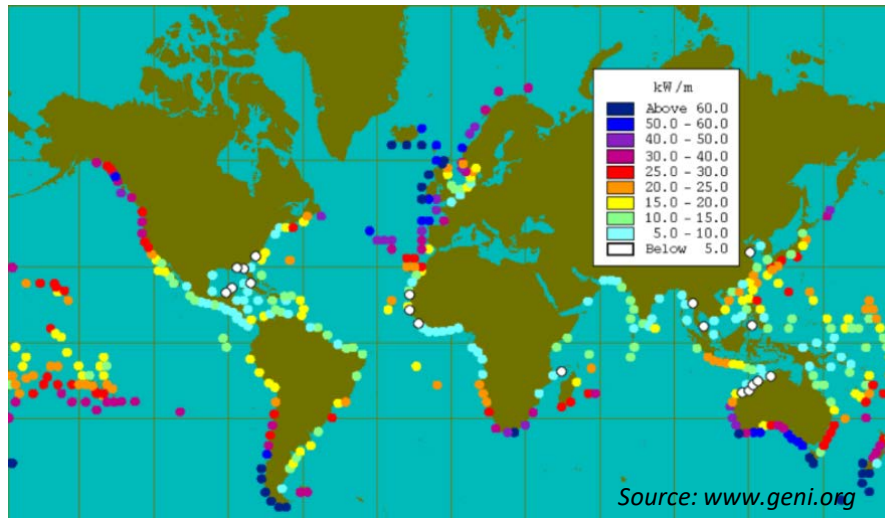 kW/m
Above 60.0
50.0 - 60.0
40.0 - 50.0
30.0 - 40.0
25.0 - 30.0
20.0 - 25.0
15.0 - 20.0
10.0 - 15.0
5.0 - 10.0
Below 5.0
Source: www.geni.org